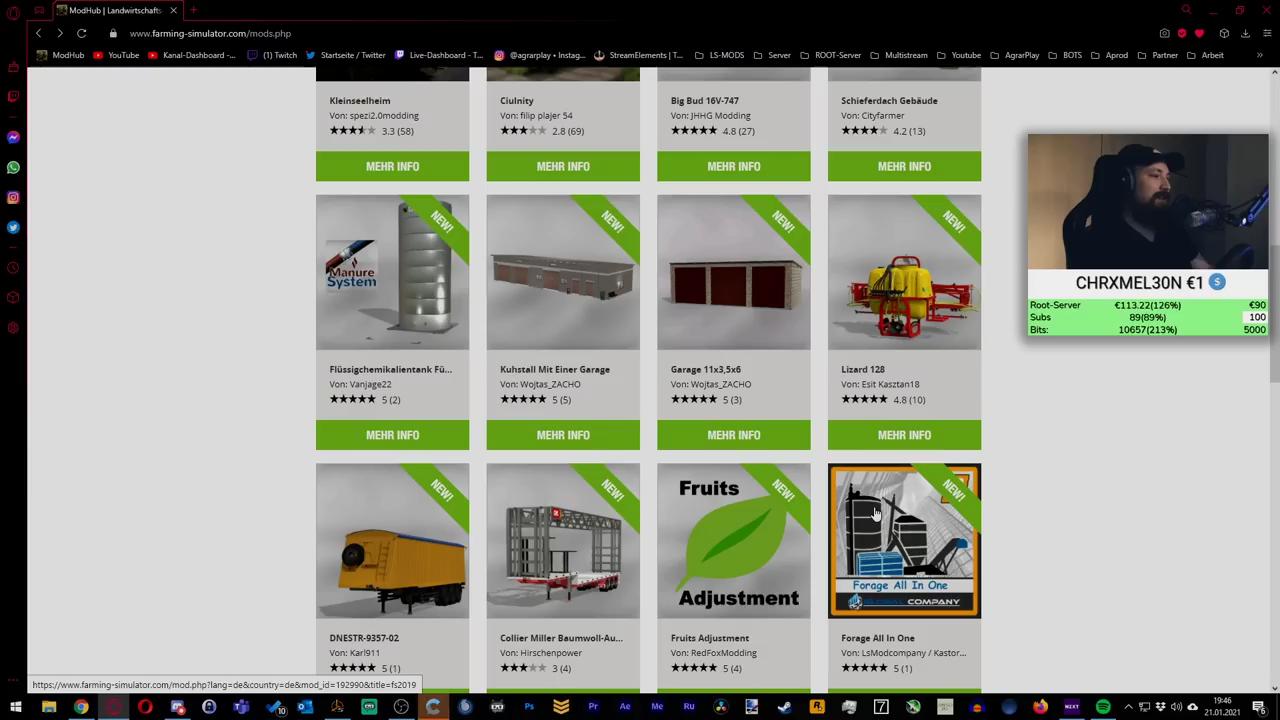 ModHub | Landwirtschafts
www.farming-simulator.com/mods.php
ModHub YouTube Kanal-Dashboard -... (1) Twitch Startseite / Twitter Live-Dashboard - T... @agrarplay • Instag... StreamElements | T... LS-MODS Server ROOT-Server Multistream Youtube AgrarPlay BOTS Aprod Partner Arbeit »
Kleinseelheim
Von: spezi2.0modding
3.3 (58)
MEHR INFO
Ciulnity
Von: filip plajer 54
2.8 (69)
MEHR INFO
Big Bud 16V-747
Von: JHHG Modding
4.8 (27)
MEHR INFO
Schieferdach Gebäude
Von: Cityfarmer
4.2 (13)
MEHR INFO
NEW!
Manure
System
Flüssigchemikalientank Fü...
Von: Vanjage22
5 (2)
MEHR INFO
NEW!
Kuhstall Mit Einer Garage
Von: Wojtas_ZACHO
5 (5)
MEHR INFO
NEW!
Garage 11x3,5x6
Von: Wojtas_ZACHO
5 (3)
MEHR INFO
NEW!
Lizard 128
Von: Esit Kasztan18
4.8 (10)
MEHR INFO
NEW!
DNESTR-9357-02
Von: Karl911
5 (1)
NEW!
Collier Miller Baumwoll-Au...
Von: Hirschenpower
3 (4)
NEW!
Fruits
Adjustment
Fruits Adjustment
Von: RedFoxModding
5 (4)
NEW!
Forage All In One
GLOBAL COMPANY
Forage All In One
Von: LsModcompany / Kastor...
5 (1)
CHRXMEL30N €1
Root-Server €113.22(126%) €90
Subs 89(89%) 100
Bits: 10657(213%) 5000
https://www.farming-simulator.com/mod.php?lang=de&country=de&mod_id=192990&title=fs2019
19:46
21.01.2021